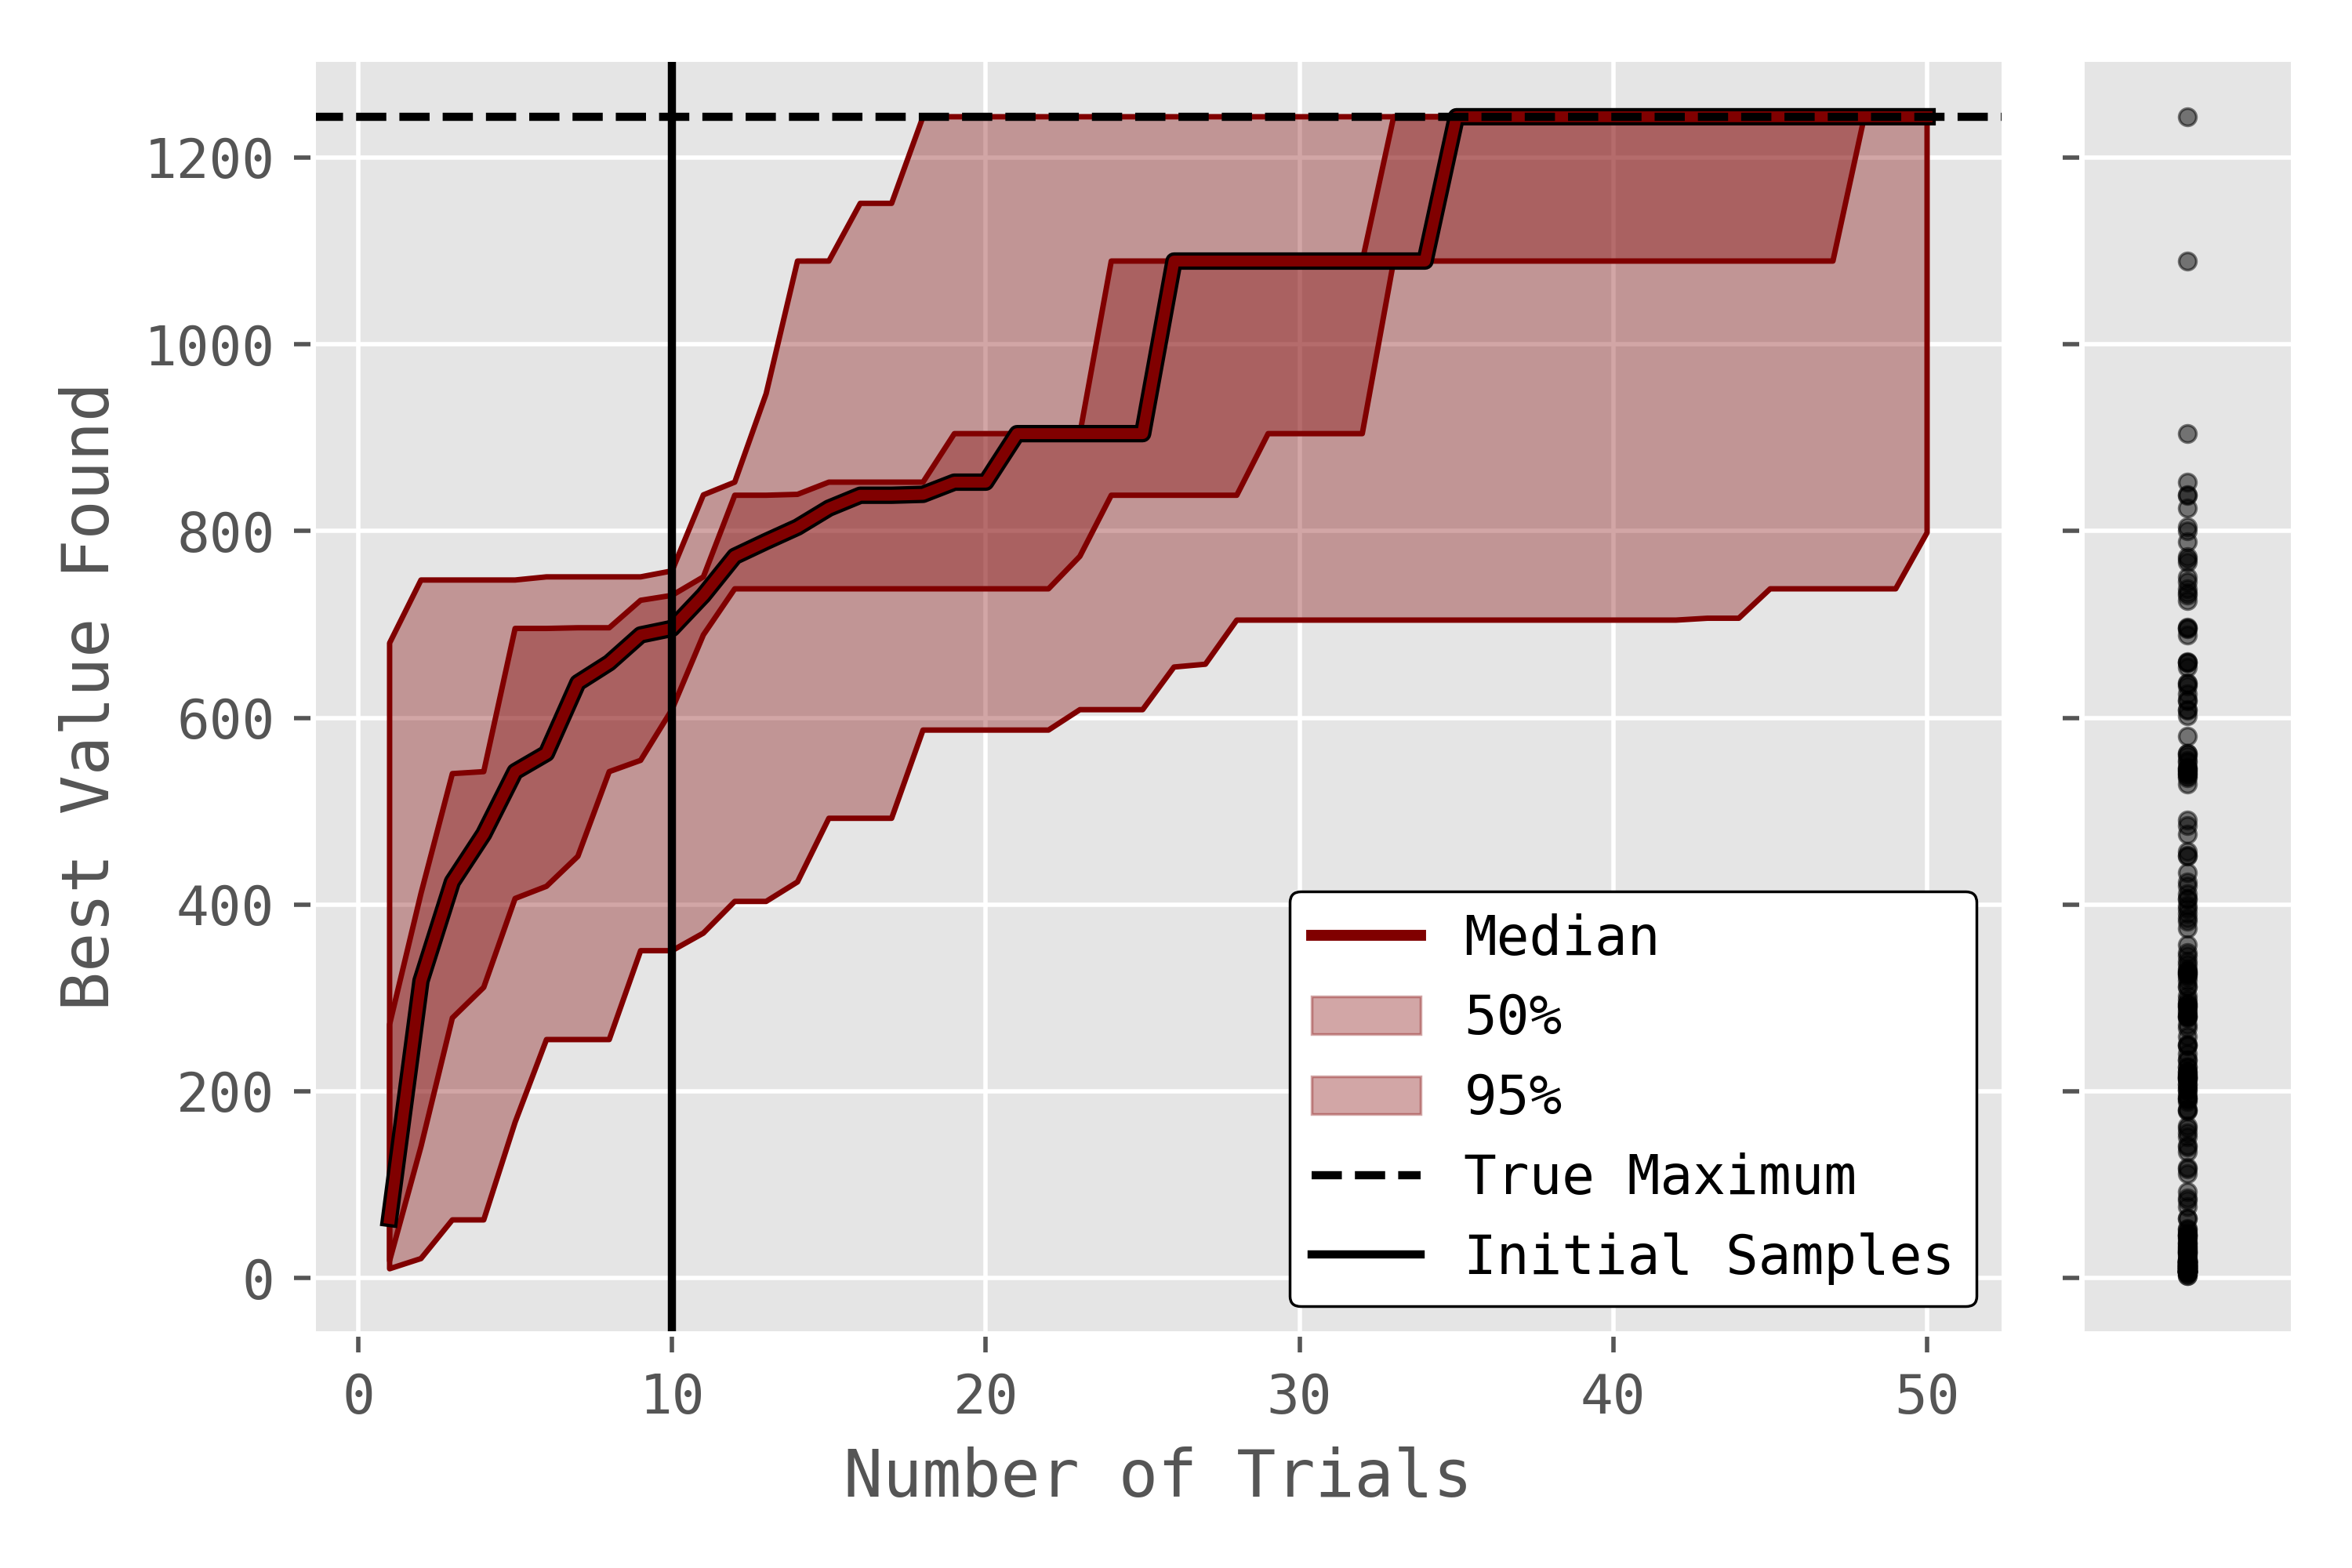 Best Value Found
1200
1000
800
600
400
200
0
Median
50%
95%
True Maximum
Initial Samples
0 10 20 30 40 50
Number of Trials